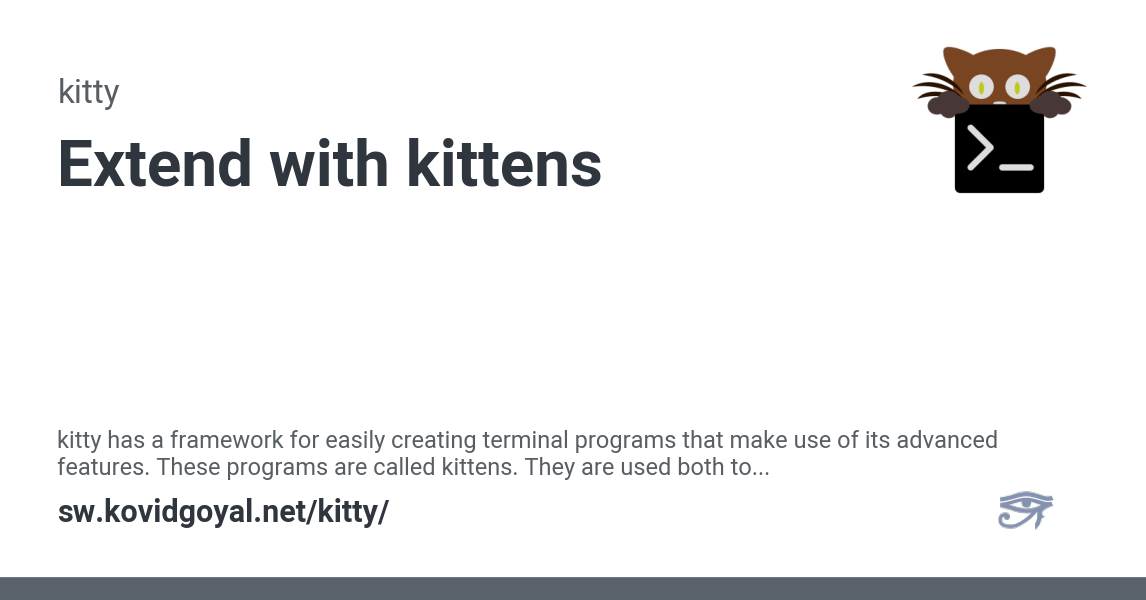 kitty
Extend with kittens
>_
kitty has a framework for easily creating terminal programs that make use of its advanced
features. These programs are called kittens. They are used both to...
sw.kovidgoyal.net/kitty/